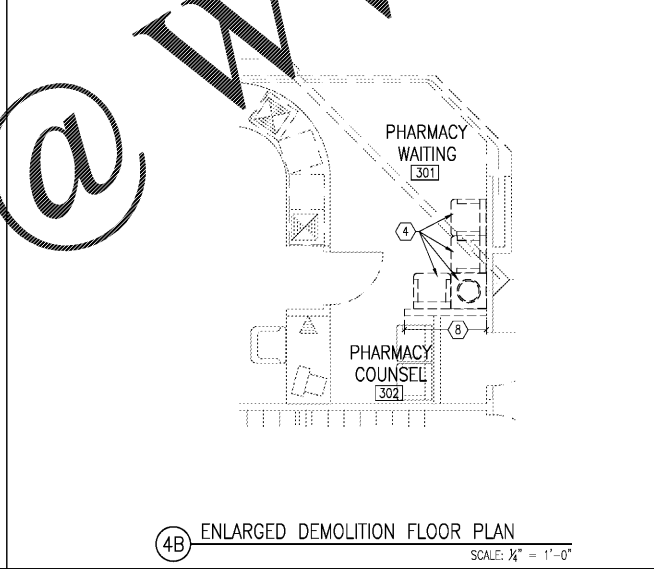 @ W
PHARMACY
WAITING
301
4
8
PHARMACY
COUNSEL
302
4B ENLARGED DEMOLITION FLOOR PLAN
SCALE: ¼" = 1'-0"